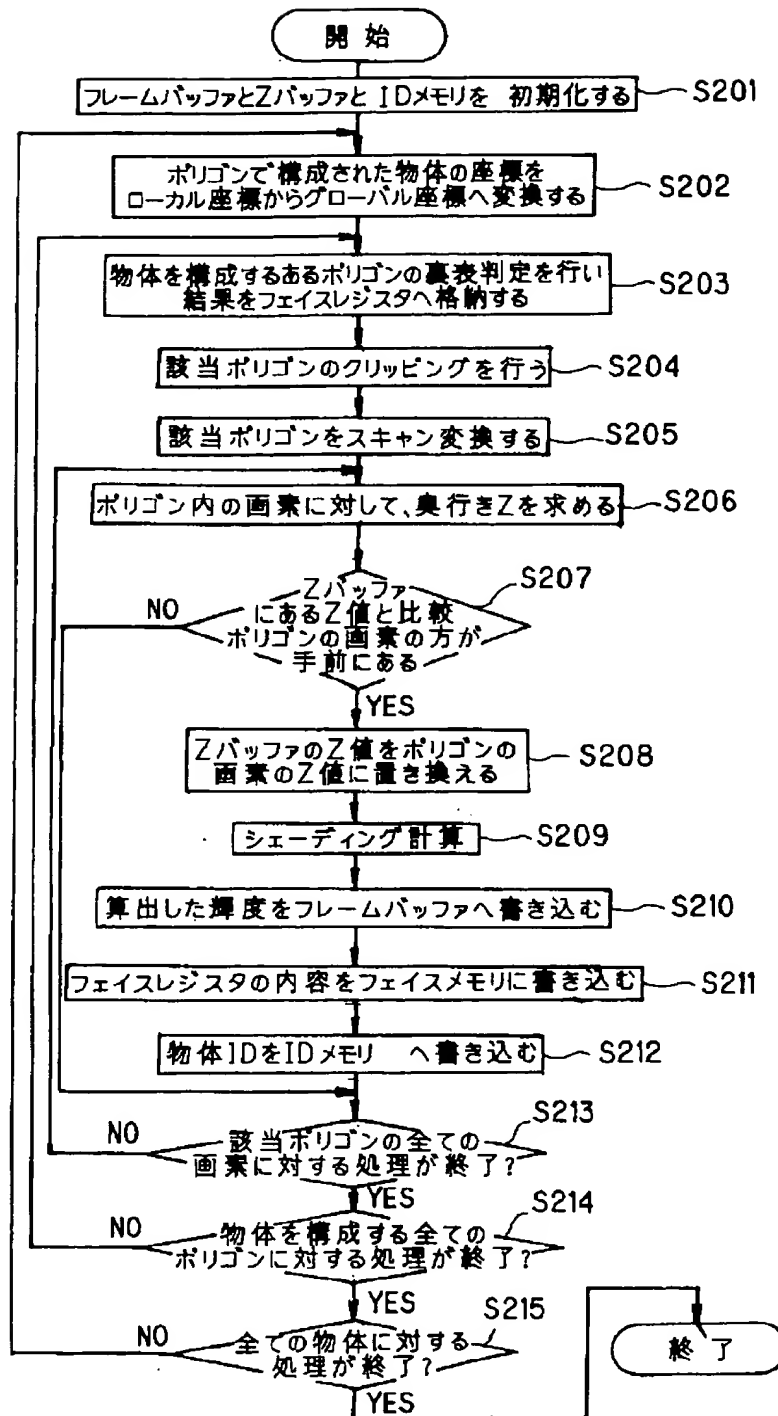 開始
フレームバッファとZバッファと IDメモリを 初期化する
S201
ポリゴンで構成された物体の座標を
ローカル座標からグローバル座標へ変換する
S202
物体を構成するあるポリゴンの裏表判定を行い
結果をフェイスレジスタへ格納する
S203
該当ポリゴンのクリッピングを行う
S204
該当ポリゴンをスキャン変換する
S205
ポリゴン内の画素に対して、奥行きZを求める
S206
S207
NO
Zバッファ
にあるZ値と比較
ポリゴンの画素の方が
手前にある
YES
Zバッファの Z値をポリゴンの
画素のZ値に置き換える
S208
シェーディング計算
S209
算出した輝度をフレームバッファへ書き込む
S210
フェイスレジスタの内容をフェイスメモリに書き込む
S211
物体IDをIDメモリ へ書き込む
S212
S213
NO
該当ポリゴンの全ての
画素に対する処理が終了?
YES
S214
NO
物体を構成する全ての
ポリゴンに対する処理が終了?
YES
S215
NO
全ての物体に対する
処理が終了?
YES
終了